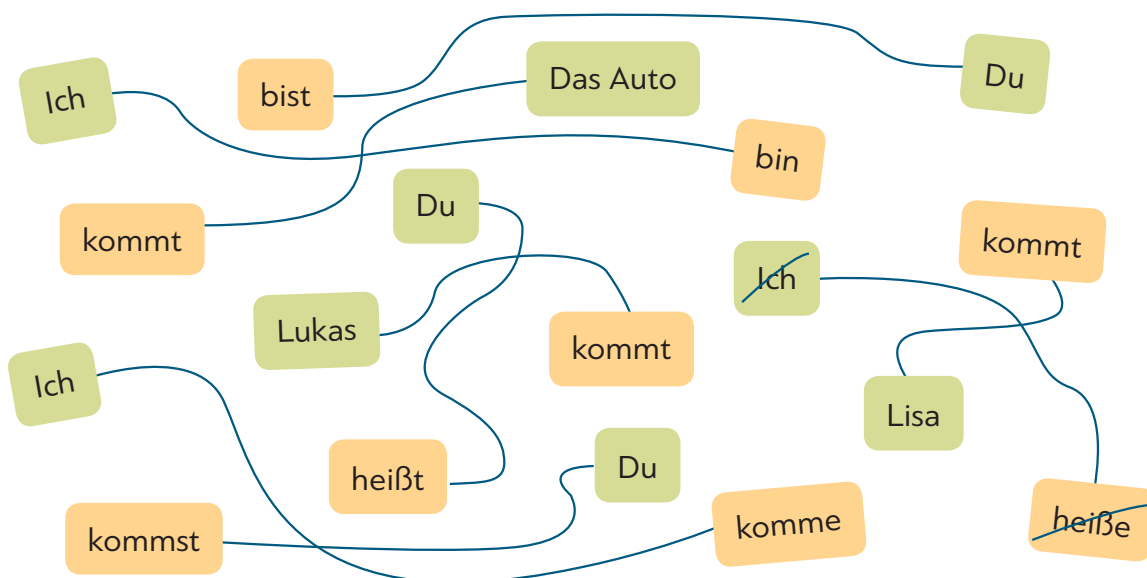 Ich
bist
Das Auto
Du
bin
Du
kommt
kommt
Ich
Lukas
kommt
Ich
Lisa
heißt
Du
kommst
komme
heiße